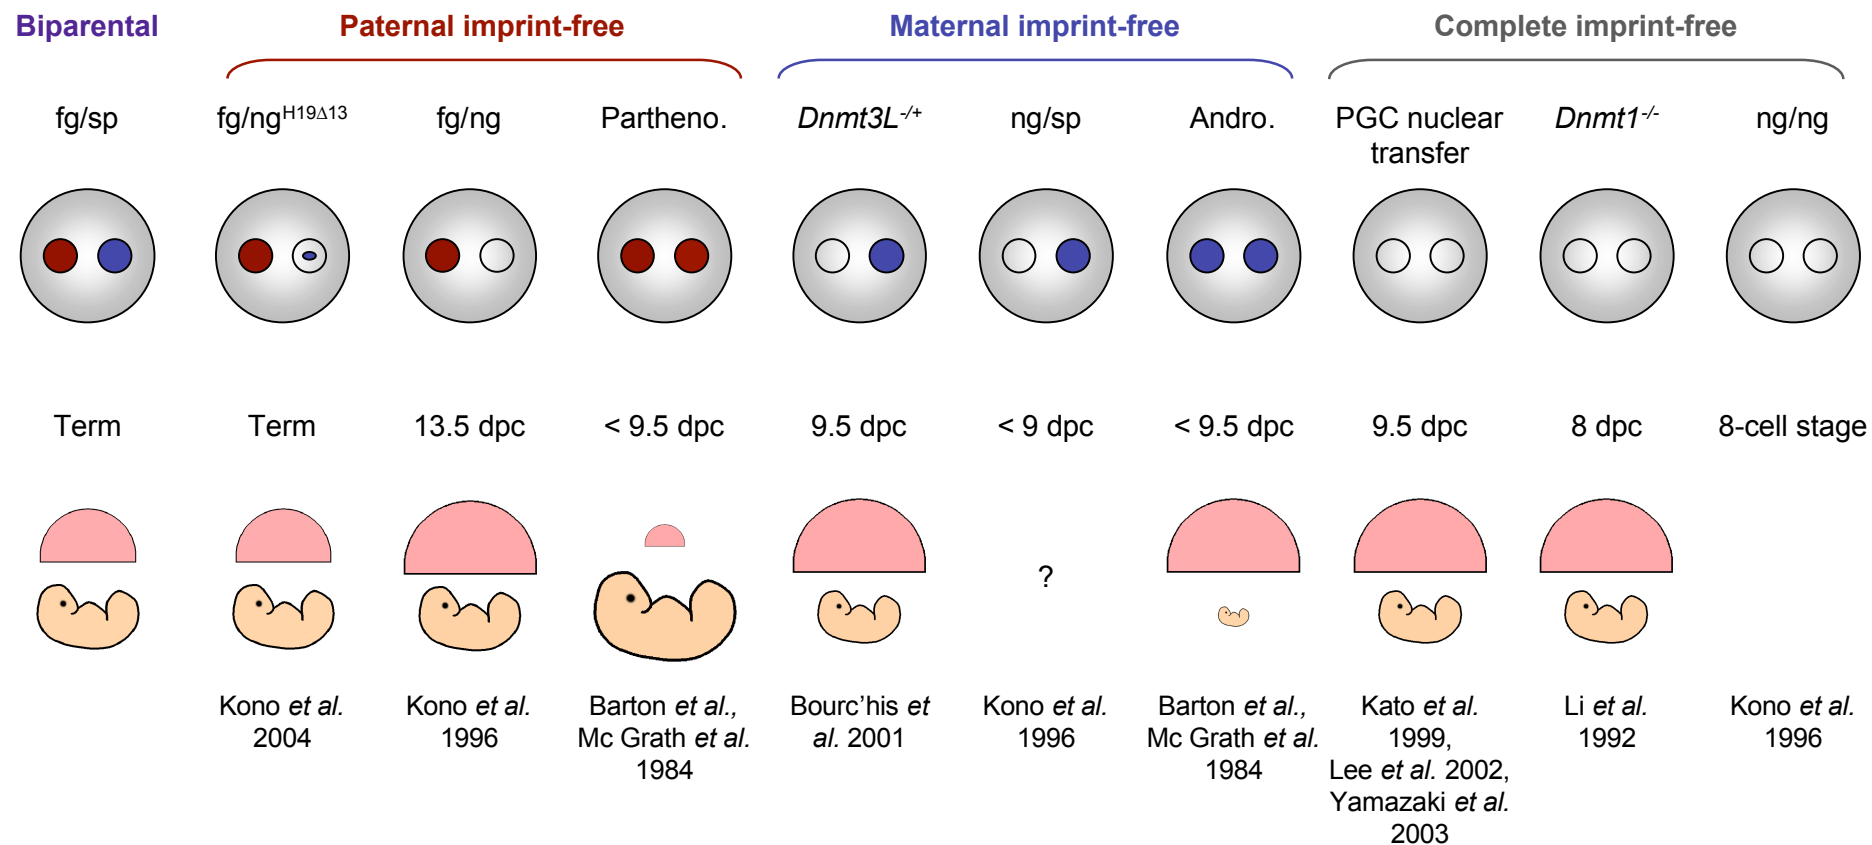 Biparental
Paternal imprint-free
Maternal imprint-free
Complete imprint-free
fg/sp
fg/ngH19Δ13
fg/ng
Partheno.
Dnmt3L-/+
ng/sp
Andro.
PGC nuclear
transfer
Dnmt1-/-
ng/ng
Term
Term
13.5 dpc
< 9.5 dpc
9.5 dpc
< 9 dpc
< 9.5 dpc
9.5 dpc
8 dpc
8-cell stage
?
Kono et al.
2004
Kono et al.
1996
Barton et al.,
Mc Grath et al.
1984
Bourc'his et
al. 2001
Kono et al.
1996
Barton et al.,
Mc Grath et al.
1984
Kato et al.
1999,
Lee et al. 2002,
Yamazaki et al.
2003
Li et al.
1992
Kono et al.
1996